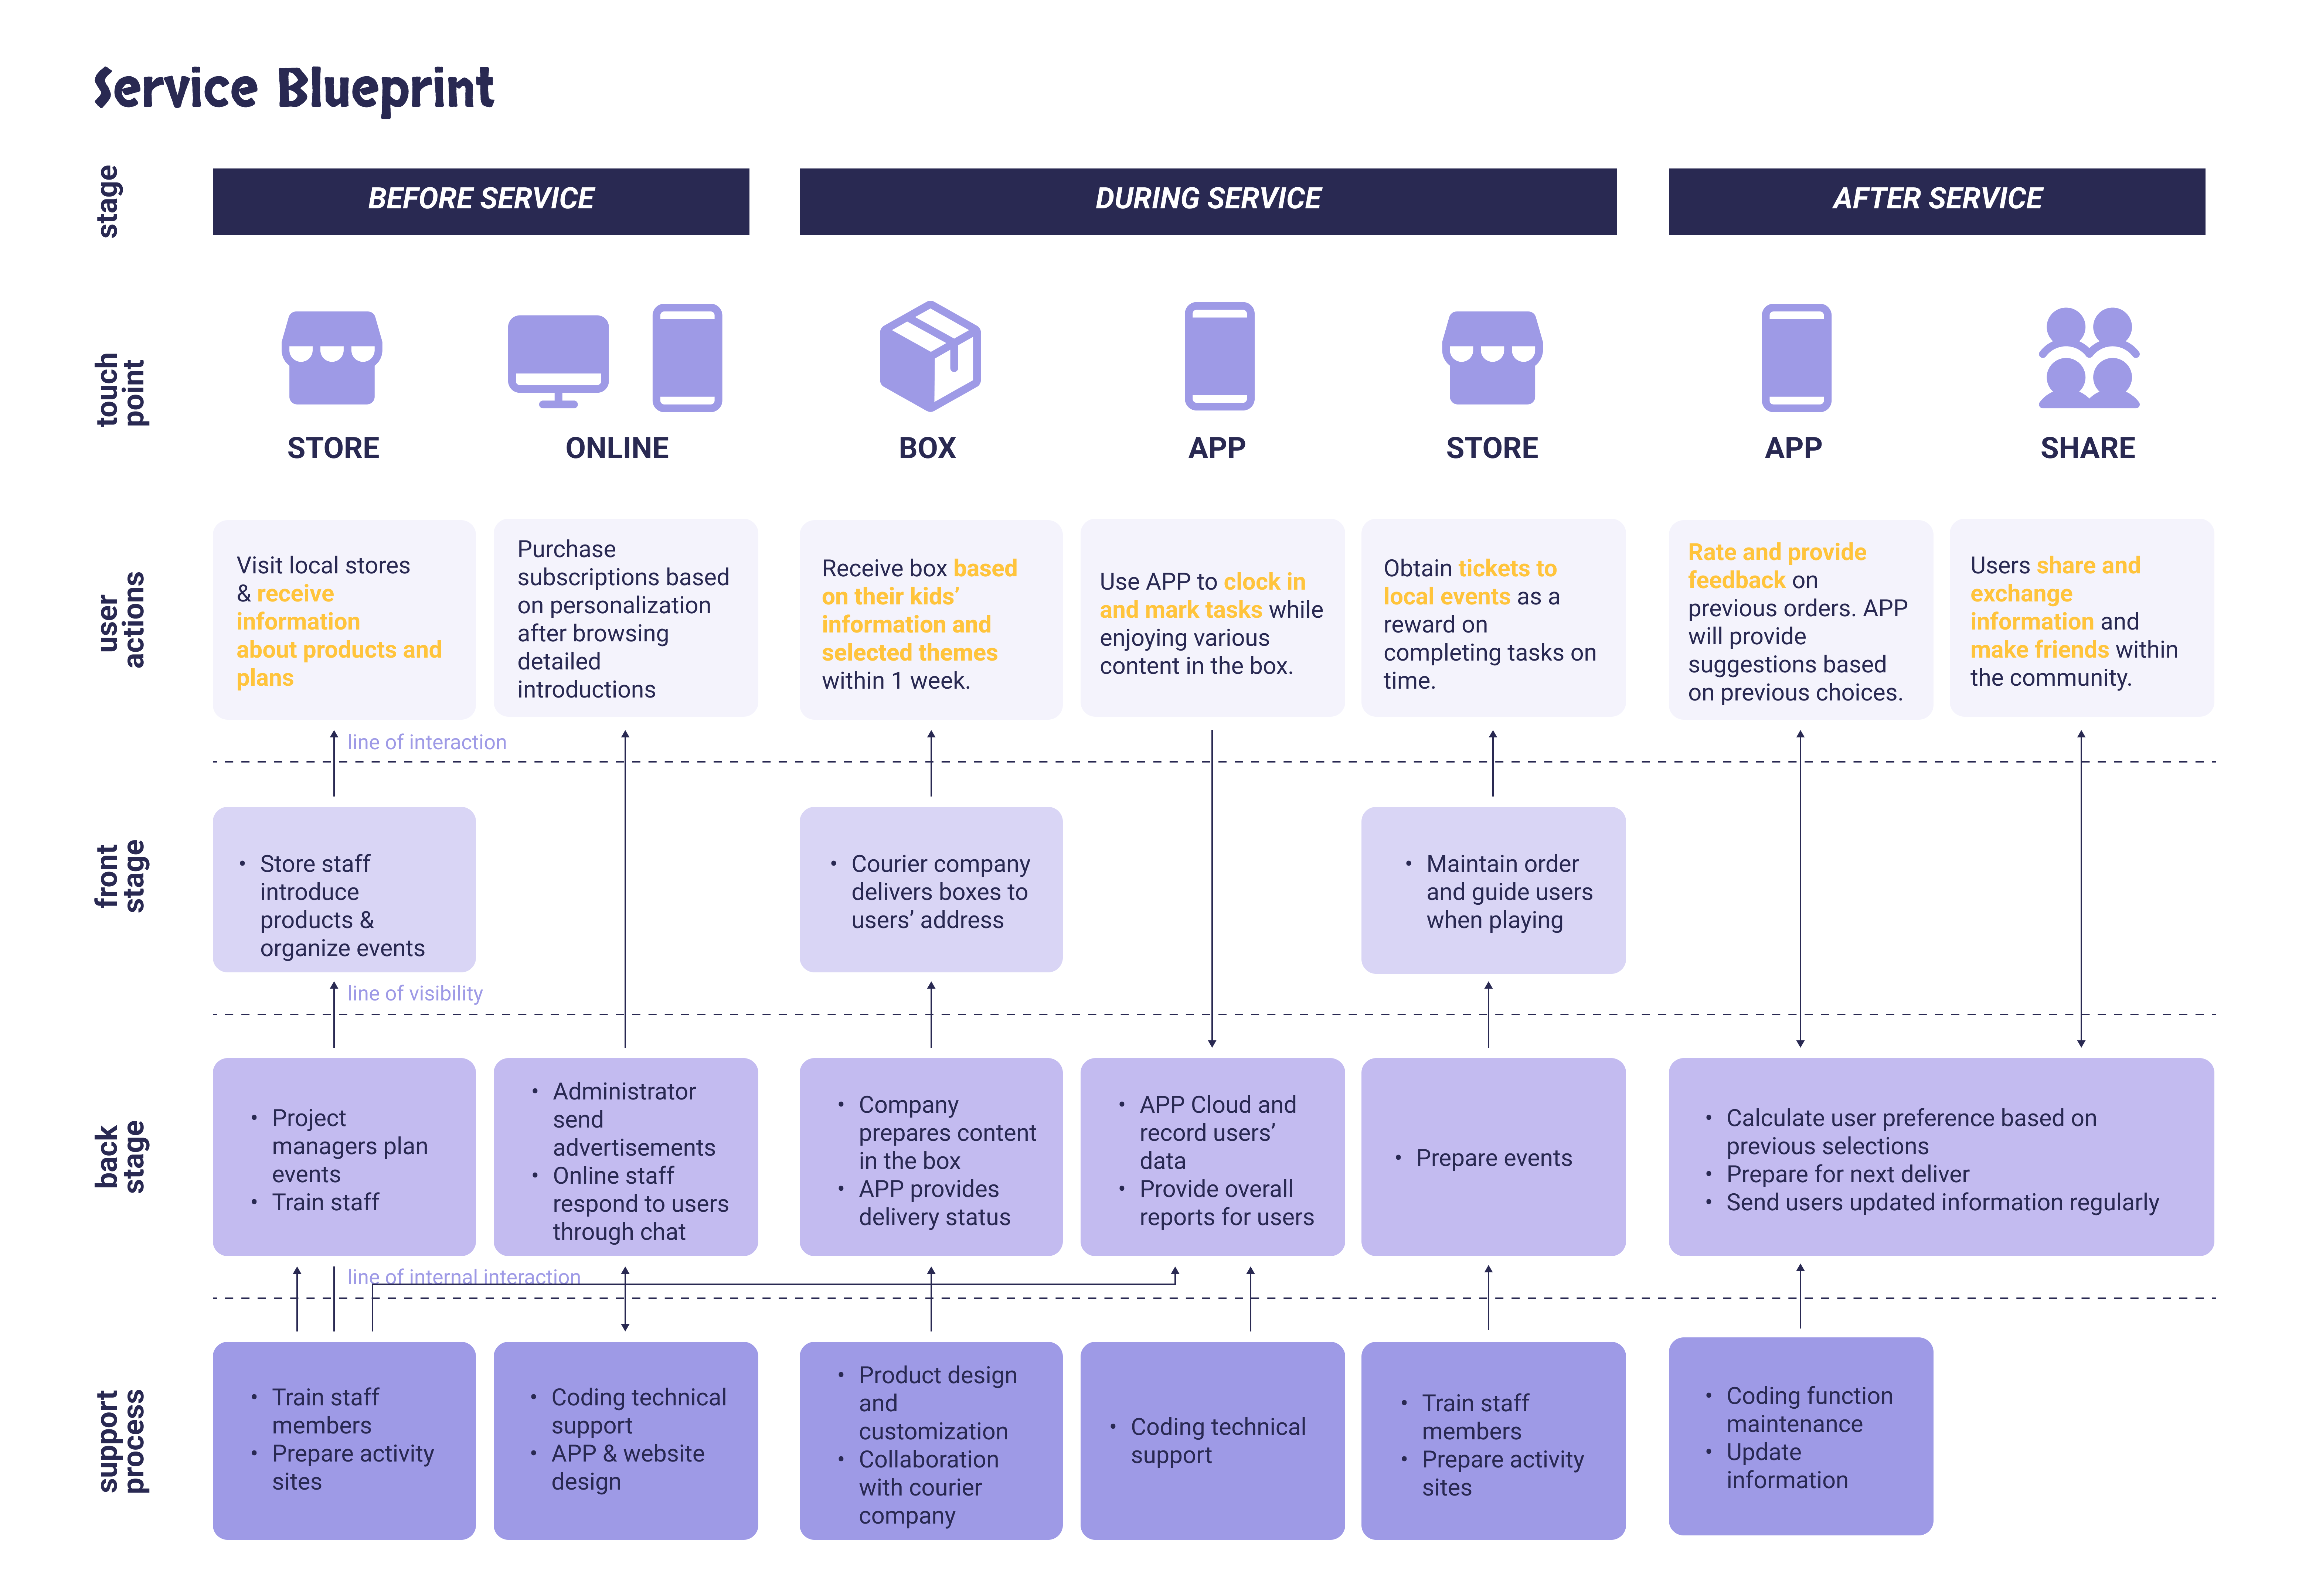 Service Blueprint
stage
BEFORE SERVICE
DURING SERVICE
AFTER SERVICE
touch
point
STORE
ONLINE
BOX
APP
STORE
APP
SHARE
user
actions
Visit local stores
& receive
information
about products and
plans
Purchase
subscriptions based
on personalization
after browsing
detailed
introductions
Receive box based
on their kids’
information and
selected themes
within 1 week.
Use APP to clock in
and mark tasks while
enjoying various
content in the box.
Obtain tickets to
local events as a
reward on
completing tasks on
time.
Rate and provide
feedback on
previous orders. APP
will provide
suggestions based
on previous choices.
Users share and
exchange
information and
make friends within
the community.
line of interaction
front
stage
• Store staff
introduce
products &
organize events
• Courier company
delivers boxes to
users’ address
• Maintain order
and guide users
when playing
line of visibility
back
stage
• Project
managers plan
events
• Train staff
• Administrator
send
advertisements
• Online staff
respond to users
through chat
• Company
prepares content
in the box
• APP provides
delivery status
• APP Cloud and
record users’
data
• Provide overall
reports for users
• Prepare events
• Calculate user preference based on
previous selections
• Prepare for next deliver
• Send users updated information regularly
line of internal interaction
support
process
• Train staff
members
• Prepare activity
sites
• Coding technical
support
• APP & website
design
• Product design
and
customization
• Collaboration
with courier
company
• Coding technical
support
• Train staff
members
• Prepare activity
sites
• Coding function
maintenance
• Update
information